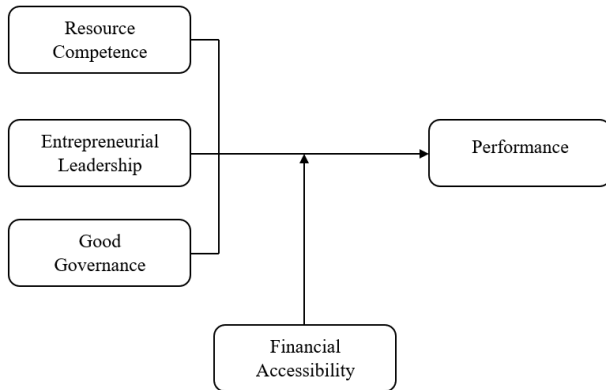 Resource
Competence
Entrepreneurial
Leadership
Performance
Good
Governance
Financial
Accessibility